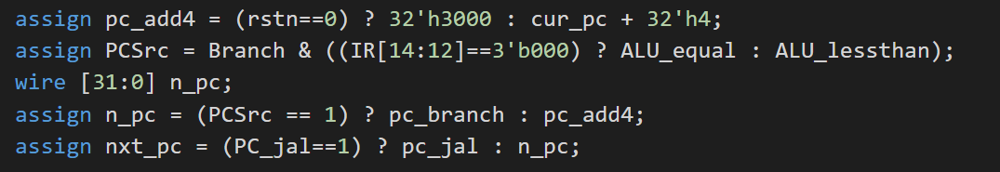 assign pc_add4 = (rstn==0) ? 32'h3000 : cur_pc + 32'h4;
assign PCSrc = Branch & ((IR[14:12]==3'b000) ? ALU_equal : ALU_lessthan);
wire [31:0] n_pc;
assign n_pc = (PCSrc == 1) ? pc_branch : pc_add4;
assign nxt_pc = (PC_jal==1) ? pc_jal : n_pc;